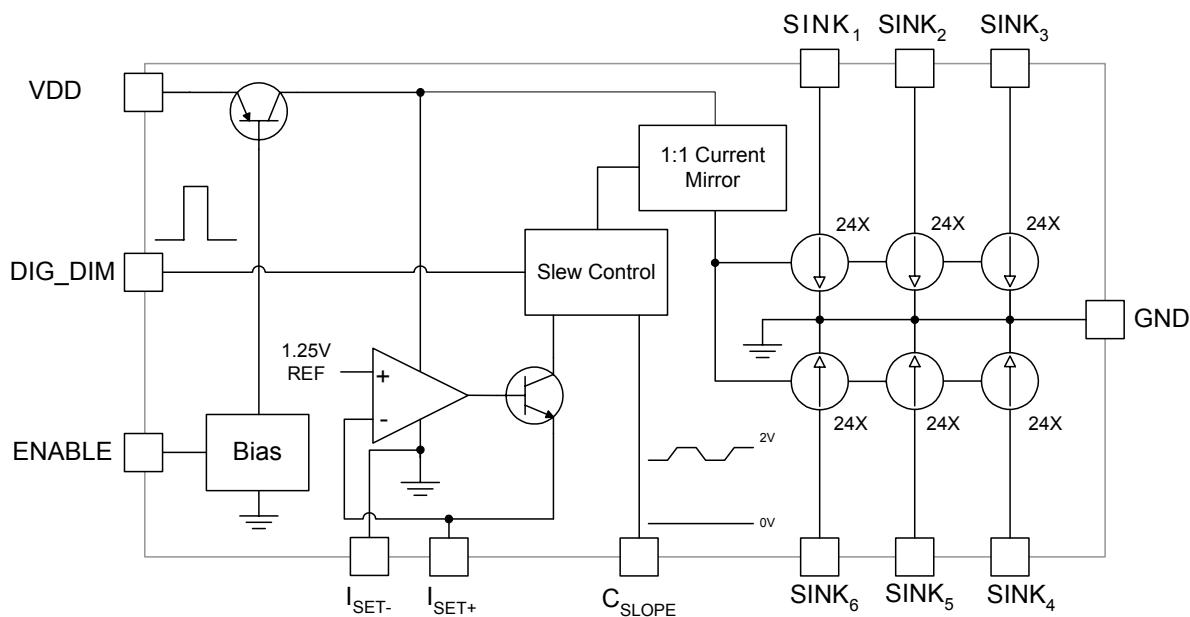 SINK1 SINK2 SINK3
VDD
1:1 Current
Mirror
24X 24X 24X
DIG_DIM
Slew Control
GND
1.25V
REF
+
-
24X 24X 24X
2V
ENABLE
Bias
0V
ISET- ISET+ CSLOPE SINK6 SINK5 SINK4